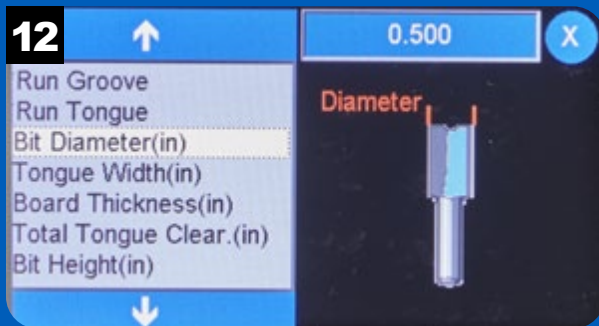 12
0.500
X
Run Groove
Run Tongue
Bit Diameter(in)
Tongue Width(in)
Board Thickness(in)
Total Tongue Clear.(in)
Bit Height(in)
Diameter